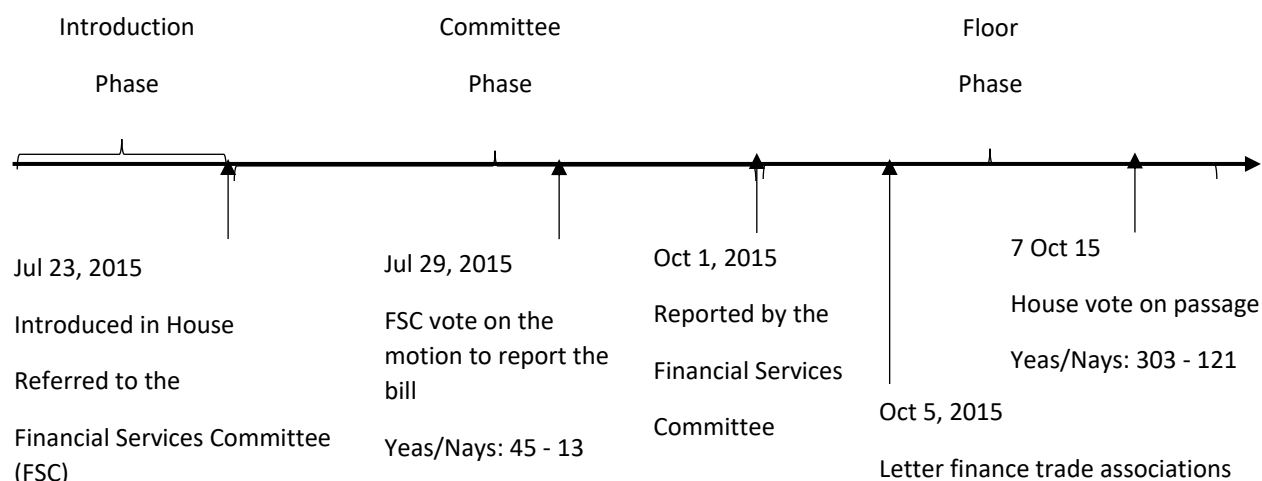 Introduction
Phase
Committee
Phase
Floor
Phase
Jul 23, 2015
Introduced in House
Referred to the
Financial Services Committee
(FSC)
Jul 29, 2015
FSC vote on the
motion to report the
bill
Yeas/Nays: 45 - 13
Oct 1, 2015
Reported by the
Financial Services
Committee
Oct 5, 2015
Letter finance trade associations
7 Oct 15
House vote on passage
Yeas/Nays: 303 - 121